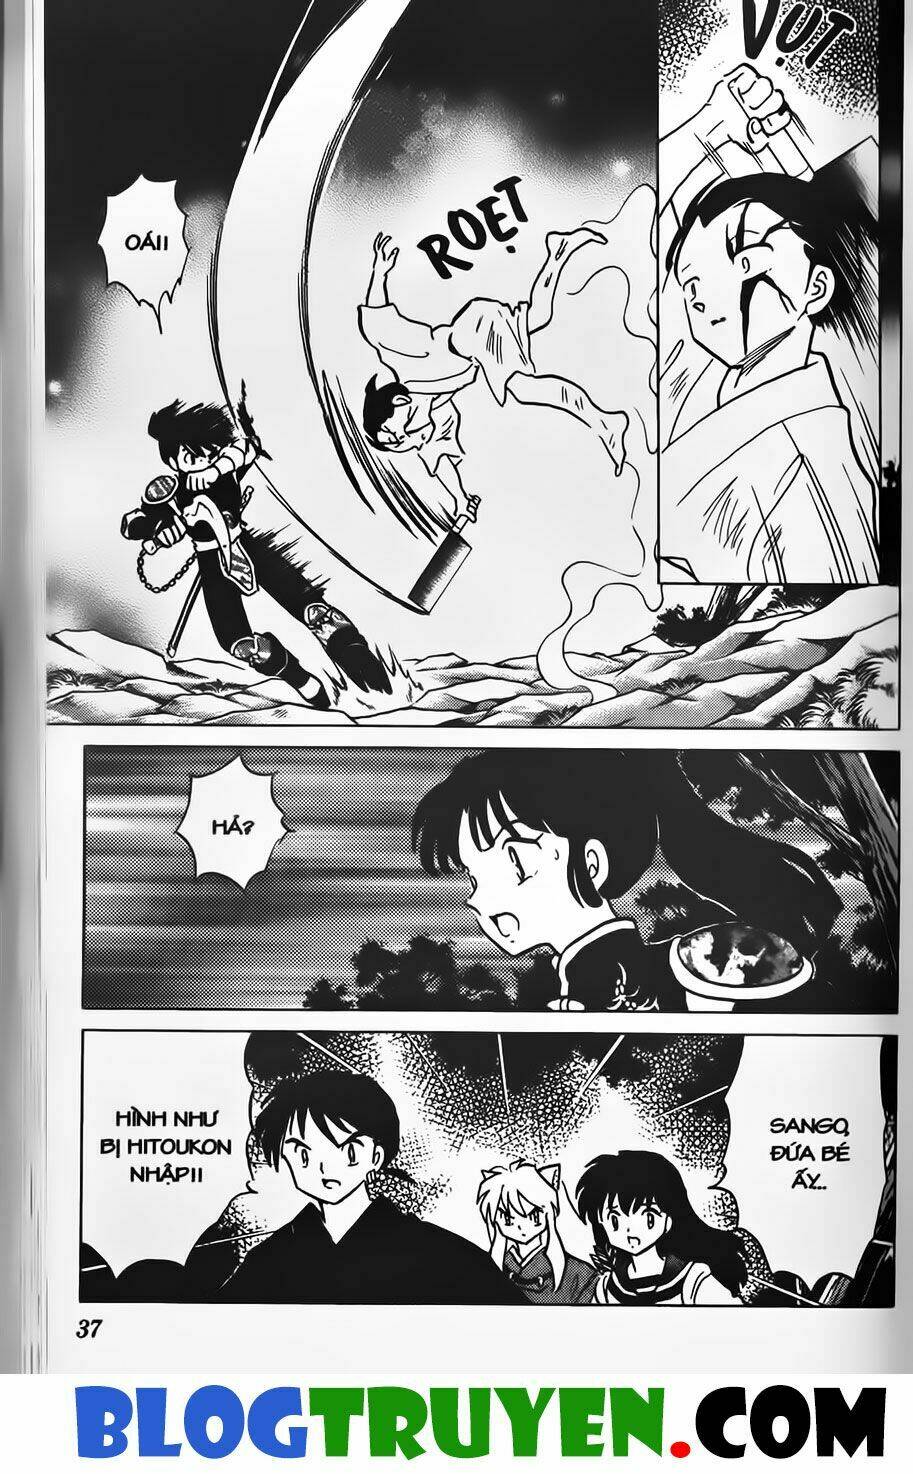 VỤT
ROẸT
OÁI!
HẢ?
SANGO,
ĐỨA BÉ
ẤY...
HÌNH NHƯ
BỊ HITOUKON
NHẬP!!
37
BLOGTRUYEN.COM